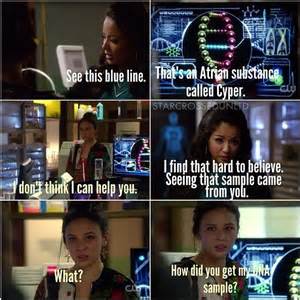 See this blue line.
That's an Atrian substance
called Cyper.
STARCROSSEDUNLTD
I don't think I can help you.
I find that hard to believe.
Seeing that sample came
from you.
What?
How did you get my DNA
sample?